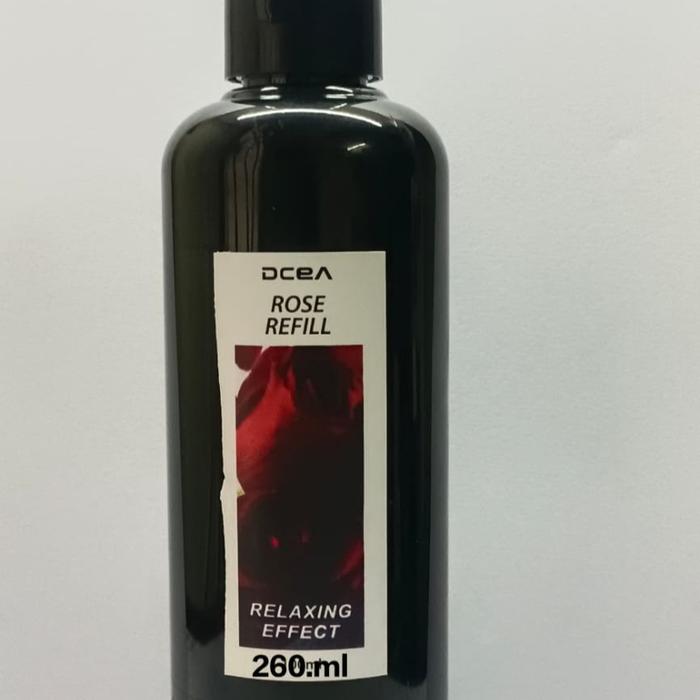 DCEA
ROSE
REFILL
RELAXING
EFFECT
260.ml